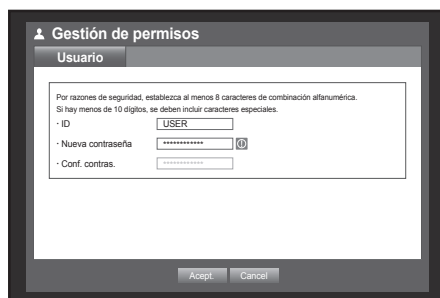 Gestión de permisos
Usuario
Por razones de seguridad, establezca al menos 8 caracteres de combinación alfanumérica.
Si hay menos de 10 dígitos, se deben incluir caracteres especiales.
· ID USER
· Nueva contraseña ************
· Conf. contras. ************
Acept. Cancel